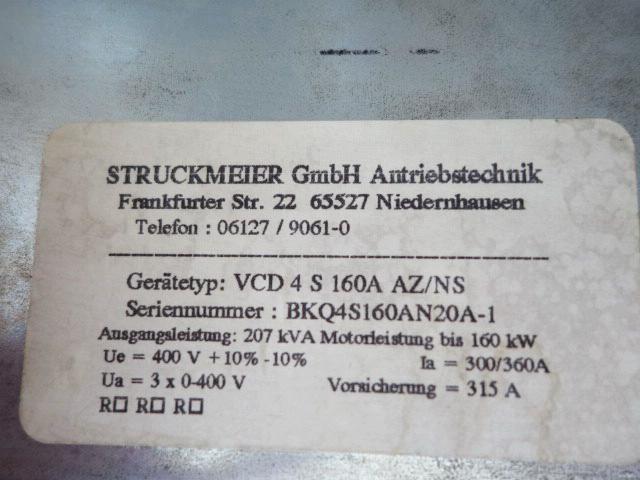 STRUCKMEIER GmbH Antriebstechnik
Frankfurter Str. 22 65527 Niedernhausen
Telefon : 06127 / 9061-0
Gerätetyp: VCD 4 S 160A AZ/NS
Seriennummer : BKQ4S160AN20A-1
Ausgangsleistung: 207 kVA Motorleistung bis 160 kW
Ue = 400 V +10% -10% Ia = 300/360A
Ua = 3 x 0-400 V Vorsicherung = 315 A
R☐ R☐ R☐